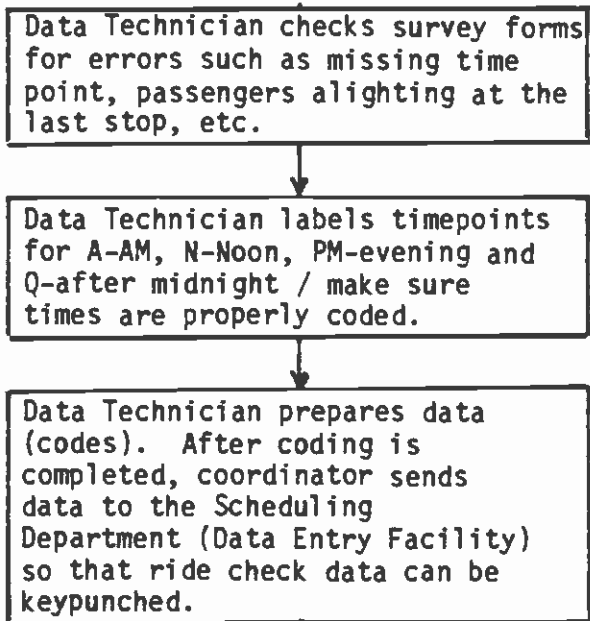 Data Technician checks survey forms
for errors such as missing time
point, passengers alighting at the
last stop, etc.
Data Technician labels timepoints
for A-AM, N-Noon, PM-evening and
Q-after midnight / make sure
times are properly coded.
Data Technician prepares data
(codes). After coding is
completed, coordinator sends
data to the Scheduling
Department (Data Entry Facility)
so that ride check data can be
keypunched.